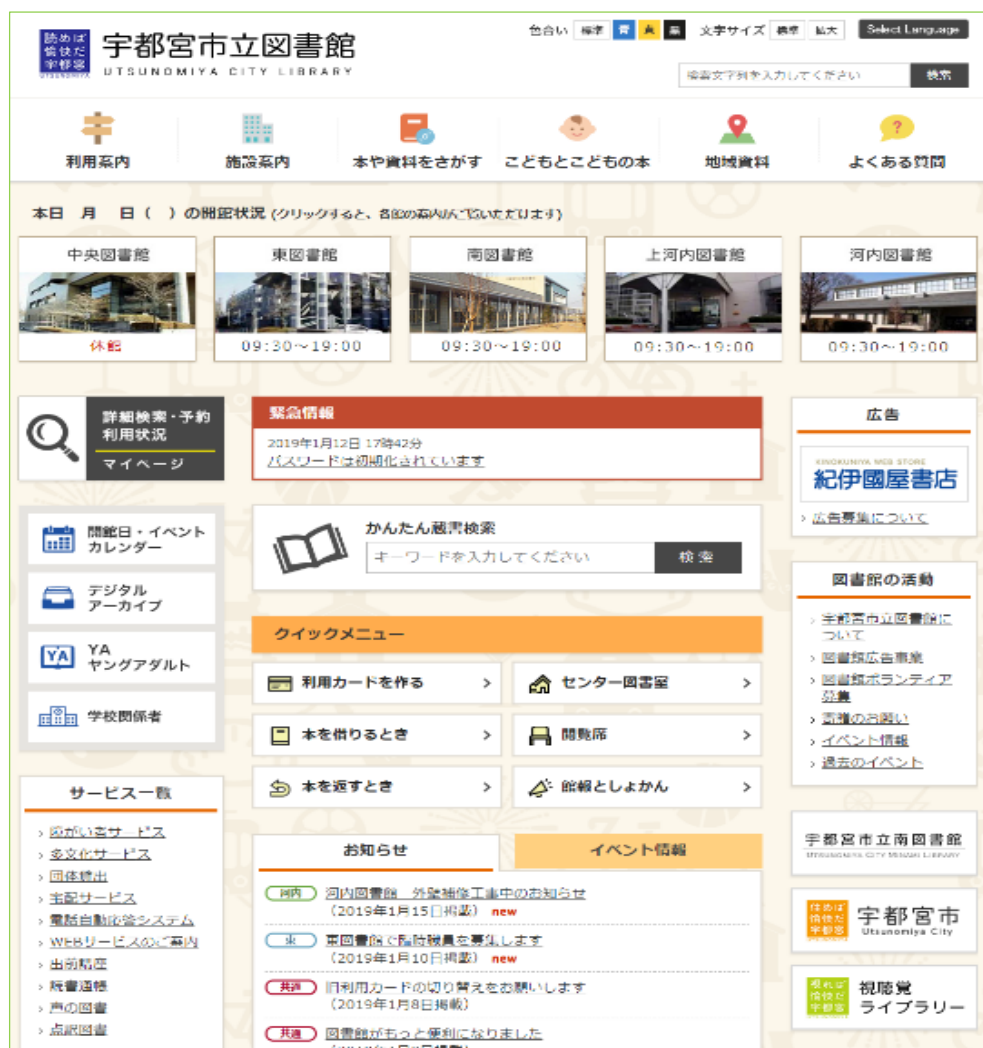 読めば
愉快だ
宇都宮
宇都宮市立図書館
UTSUNOMIYA CITY LIBRARY
色合い 標準 青 黄 黒 文字サイズ 標準 拡大 Select Language
検索文字列を入力してください 検索
利用案内 施設案内 本や資料をさがす こどもとこどもの本 地域資料 よくある質問
本日 月 日 ( ) の開館状況 (クリックすると、各館の案内がご覧いただけます)
中央図書館 東図書館 南図書館 上河内図書館 河内図書館
休館 09:30~19:00 09:30~19:00 09:30~19:00 09:30~19:00
詳細検索・予約
利用状況
マイページ
緊急情報
2019年1月12日 17時42分
パスワードは初期化されています
広告
KINOKUNIYA WEB STORE
紀伊國屋書店
広告募集について
開館日・イベント
カレンダー
デジタル
アーカイブ
YA
YA
ヤングアダルト
学校関係者
かんたん蔵書検索
キーワードを入力してください 検索
クイックメニュー
利用カードを作る
センター図書室
本を借りるとき
閲覧席
本を返すとき
館報としょかん
図書館の活動
宇都宮市立図書館に
ついて
図書館広告事業
図書館ボランティア
募集
寄贈のお願い
イベント情報
過去のイベント
サービス一覧
障がい者サービス
多文化サービス
団体貸出
宅配サービス
電話自動応答システム
WEBサービスのご案内
出前講座
読書通帳
声の図書
点訳図書
お知らせ イベント情報
河内 河内図書館 外壁補修工事中のお知らせ
(2019年1月15日掲載) new
東 東図書館で臨時職員を募集します
(2019年1月10日掲載) new
共通 旧利用カードの切り替えをお願いします
(2019年1月8日掲載)
共通 図書館がもっと便利になりました
宇都宮市立南図書館
住めば
愉快だ
宇都宮
宇都宮市
Utsunomiya City
視聴覚
ライブラリー